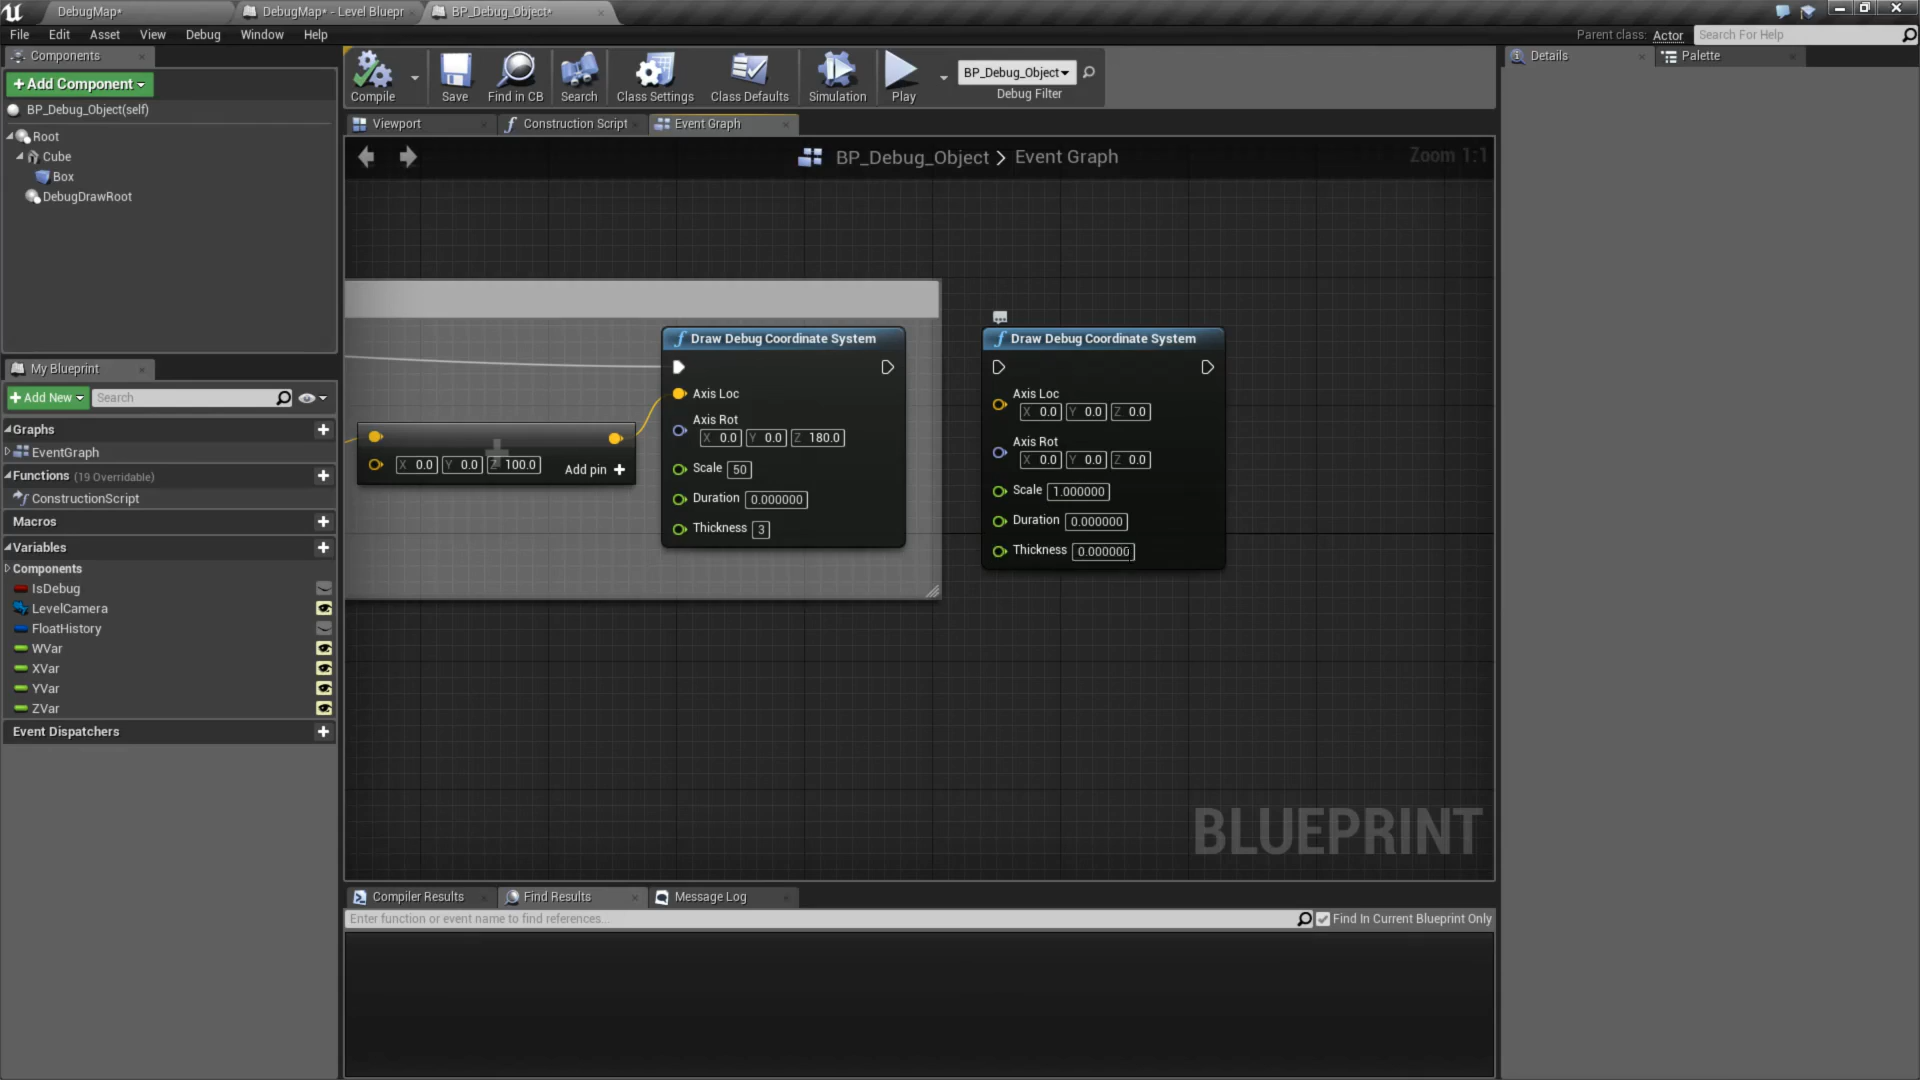 DebugMap*
DebugMap* - Level Bluepr
BP_Debug_Object*
File Edit Asset View Debug Window Help
Parent class: Actor
Search For Help
Components
+ Add Component
BP_Debug_Object(self)
Root
Cube
Box
DebugDrawRoot
My Blueprint
+ Add New
Search
Graphs
EventGraph
Functions (19 Overridable)
ConstructionScript
Macros
Variables
Components
IsDebug
LevelCamera
FloatHistory
WVar
XVar
YVar
ZVar
Event Dispatchers
Compile
Save
Find in CB
Search
Class Settings
Class Defaults
Simulation
Play
BP_Debug_Object
Debug Filter
Viewport
Construction Script
Event Graph
BP_Debug_Object > Event Graph
Zoom 1:1
X 0.0 Y 0.0 Z 100.0
Add pin +
Draw Debug Coordinate System
Axis Loc
Axis Rot
X 0.0 Y 0.0 Z 180.0
Scale 50
Duration 0.000000
Thickness 3
Draw Debug Coordinate System
Axis Loc
X 0.0 Y 0.0 Z 0.0
Axis Rot
X 0.0 Y 0.0 Z 0.0
Scale 1.000000
Duration 0.000000
Thickness 0.000000
BLUEPRINT
Compiler Results
Find Results
Message Log
Enter function or event name to find references...
Find In Current Blueprint Only
Details
Palette